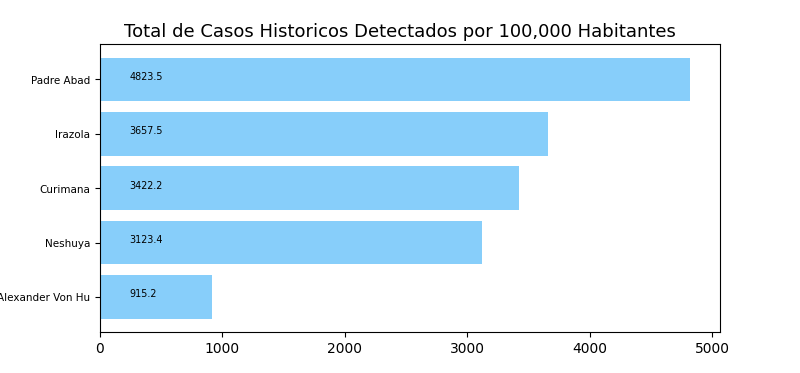 Total de Casos Historicos Detectados por 100,000 Habitantes
Padre Abad 4823.5
Irazola 3657.5
Curimana 3422.2
Neshuya 3123.4
Alexander Von Hu 915.2
0 1000 2000 3000 4000 5000